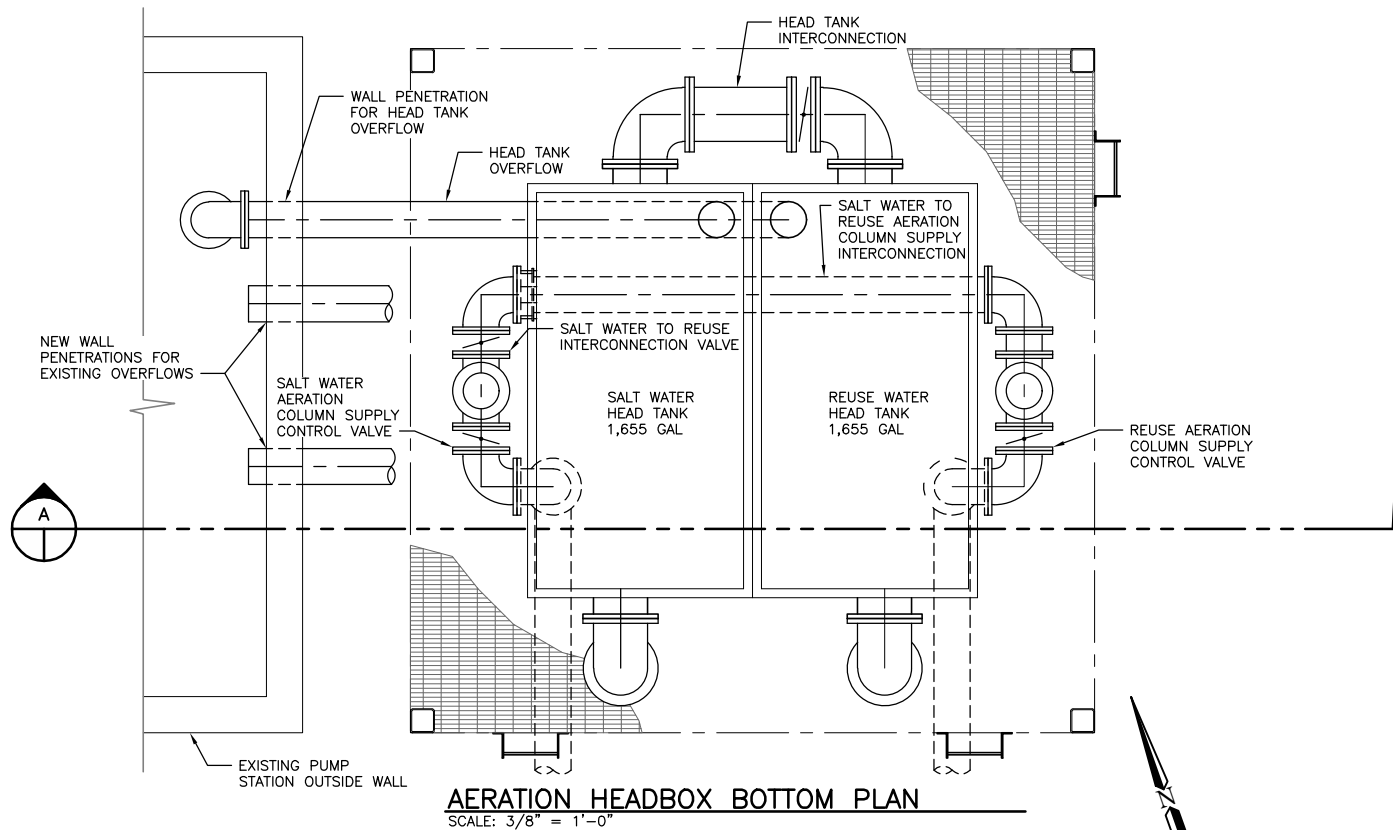 HEAD TANK
INTERCONNECTION
WALL PENETRATION
FOR HEAD TANK
OVERFLOW
HEAD TANK
OVERFLOW
SALT WATER TO
REUSE AERATION
COLUMN SUPPLY
INTERCONNECTION
NEW WALL
PENETRATIONS FOR
EXISTING OVERFLOWS
SALT WATER TO REUSE
INTERCONNECTION VALVE
SALT WATER
AERATION
COLUMN SUPPLY
CONTROL VALVE
SALT WATER
HEAD TANK
1,655 GAL
REUSE WATER
HEAD TANK
1,655 GAL
REUSE AERATION
COLUMN SUPPLY
CONTROL VALVE
A
EXISTING PUMP
STATION OUTSIDE WALL
N
AERATION HEADBOX BOTTOM PLAN
SCALE: 3/8" = 1'-0"